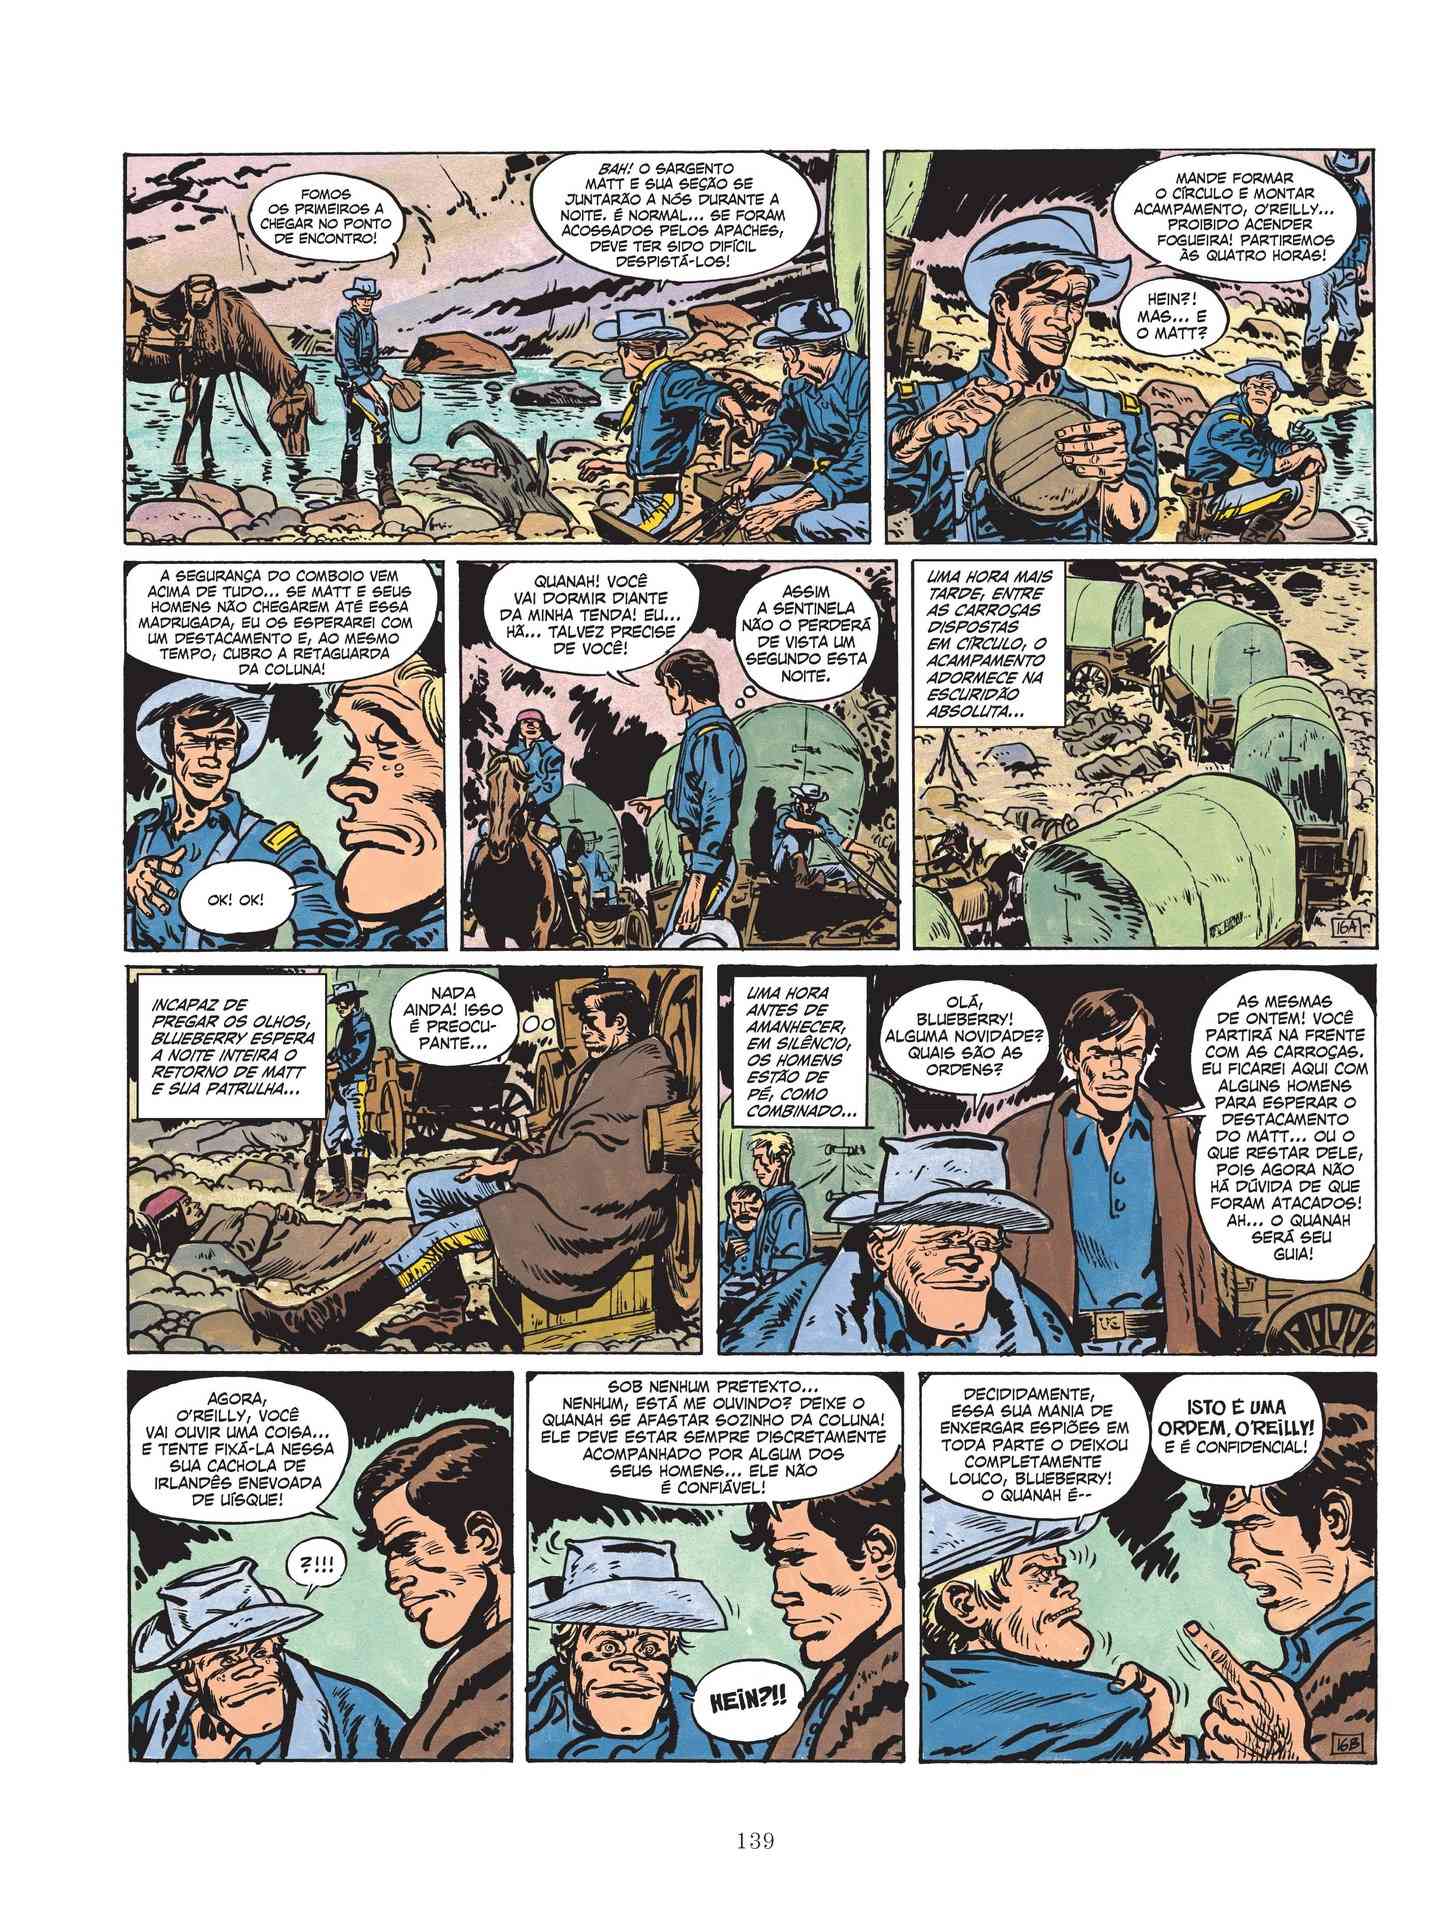 FOMOS
OS PRIMEIROS A
CHEGAR NO PONTO
DE ENCONTRO!
BAH! O SARGENTO
MATT E SUA SEÇÃO SE
JUNTARÃO A NÓS DURANTE A
NOITE. É NORMAL... SE FORAM
ACOSSADOS PELOS APACHES,
DEVE TER SIDO DIFÍCIL
DESPISTÁ-LOS!
MANDE FORMAR
O CÍRCULO E MONTAR
ACAMPAMENTO, O'REILLY...
PROIBIDO ACENDER
FOGUEIRA! PARTIREMOS
ÀS QUATRO HORAS!
HEIN?!
MAS... E
O MATT?
A SEGURANÇA DO COMBOIO VEM
ACIMA DE TUDO... SE MATT E SEUS
HOMENS NÃO CHEGAREM ATÉ ESSA
MADRUGADA, EU OS ESPERAREI COM
UM DESTACAMENTO E, AO MESMO
TEMPO, CUBRO A RETAGUARDA
DA COLUNA!
OK! OK!
QUANAH! VOCÊ
VAI DORMIR DIANTE
DA MINHA TENDA! EU...
HÃ... TALVEZ PRECISE
DE VOCÊ!
ASSIM
A SENTINELA
NÃO O PERDERÁ
DE VISTA UM
SEGUNDO ESTA
NOITE.
UMA HORA MAIS
TARDE, ENTRE
AS CARROÇAS
DISPOSTAS
EM CÍRCULO, O
ACAMPAMENTO
ADORMECE NA
ESCURIDÃO
ABSOLUTA...
16A
INCAPAZ DE
PREGAR OS OLHOS,
BLUEBERRY ESPERA
A NOITE INTEIRA O
RETORNO DE MATT
E SUA PATRULHA...
NADA
AINDA! ISSO
É PREOCU-
PANTE...
UMA HORA
ANTES DE
AMANHECER,
EM SILÊNCIO,
OS HOMENS
ESTÃO DE
PÉ, COMO
COMBINADO...
OLÁ,
BLUEBERRY!
ALGUMA NOVIDADE?
QUAIS SÃO AS
ORDENS?
AS MESMAS
DE ONTEM! VOCÊ
PARTIRÁ NA FRENTE
COM AS CARROÇAS.
EU FICAREI AQUI COM
ALGUNS HOMENS
PARA ESPERAR O
DESTACAMENTO
DO MATT... OU O
QUE RESTAR DELE,
POIS AGORA NÃO
HÁ DÚVIDA DE QUE
FORAM ATACADOS!
AH... O QUANAH
SERÁ SEU
GUIA!
AGORA,
O'REILLY, VOCÊ
VAI OUVIR UMA COISA...
E TENTE FIXÁ-LA NESSA
SUA CACHOLA DE
IRLANDÊS ENEVOADA
DE UÍSQUE!
?!!!
SOB NENHUM PRETEXTO...
NENHUM, ESTÁ ME OUVINDO? DEIXE O
QUANAH SE AFASTAR SOZINHO DA COLUNA!
ELE DEVE ESTAR SEMPRE DISCRETAMENTE
ACOMPANHADO POR ALGUM DOS
SEUS HOMENS... ELE NÃO
É CONFIÁVEL!
HEIN?!!
DECIDIDAMENTE,
ESSA SUA MANIA DE
ENXERGAR ESPIÕES EM
TODA PARTE O DEIXOU
COMPLETAMENTE
LOUCO, BLUEBERRY!
O QUANAH É--
ISTO É UMA
ORDEM, O'REILLY!
E É CONFIDENCIAL!
16B
139